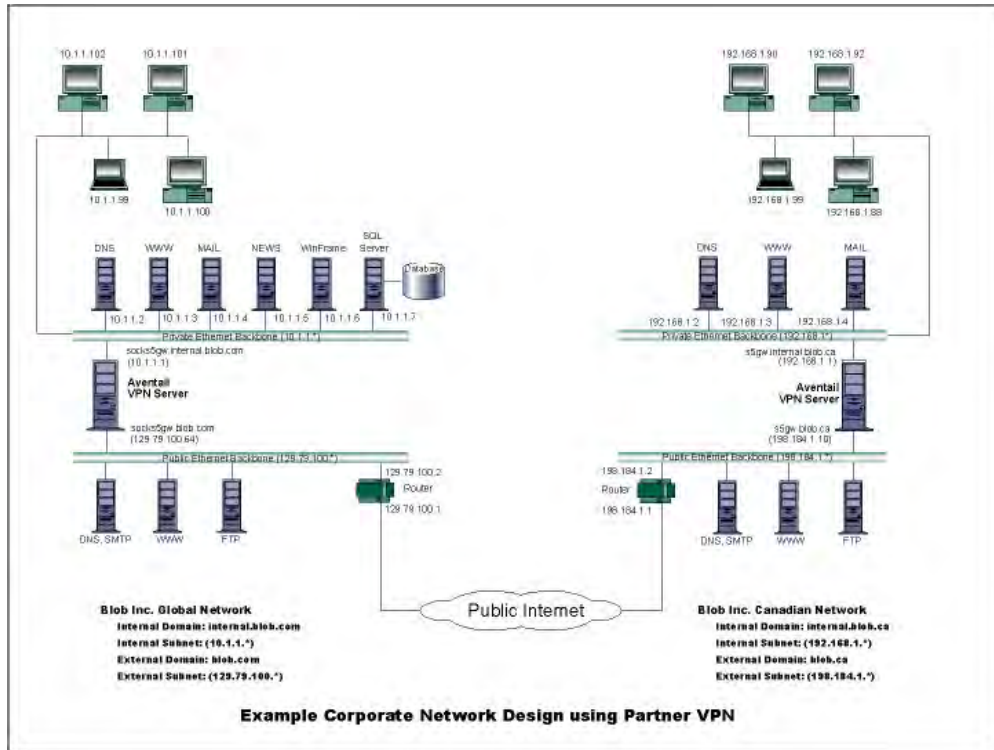 10.1.1.102
10.1.1.101
192.168.1.90
192.168.1.92
10.1.1.99
10.1.1.100
192.168.1.99
192.168.1.88
DNS
WWW
MAIL
NEWS
WinFrame
SQL
Server
Database
DNS
WWW
MAIL
10.1.1.2
10.1.1.3
10.1.1.4
10.1.1.5
10.1.1.6
10.1.1.7
192.168.1.2
192.168.1.3
192.168.1.4
Private Ethernet Backbone (10.1.1.*)
Private Ethernet Backbone (192.168.1*)
socks5gw.internal.blob.com
(10.1.1.1)
s5gw.internal.blob.ca
(192.168.1.1)
Aventail
VPN Server
Aventail
VPN Server
socks5gw.blob.com
(129.79.100.64)
s5gw.blob.ca
(198.184.1.10)
Public Ethernet Backbone (129.79.100.*)
Public Ethernet Backbone (198.184.1.*)
129.79.100.2
Router
129.79.100.1
198.184.1.2
Router
198.184.1.1
DNS, SMTP
WWW
FTP
DNS, SMTP
WWW
FTP
Public Internet
Blob Inc. Global Network
Internal Domain: internal.blob.com
Internal Subnet: (10.1.1.*)
External Domain: blob.com
External Subnet: (129.79.100.*)
Blob Inc. Canadian Network
Internal Domain: internal.blob.ca
Internal Subnet: (192.168.1.*)
External Domain: blob.ca
External Subnet: (198.184.1.*)
Example Corporate Network Design using Partner VPN